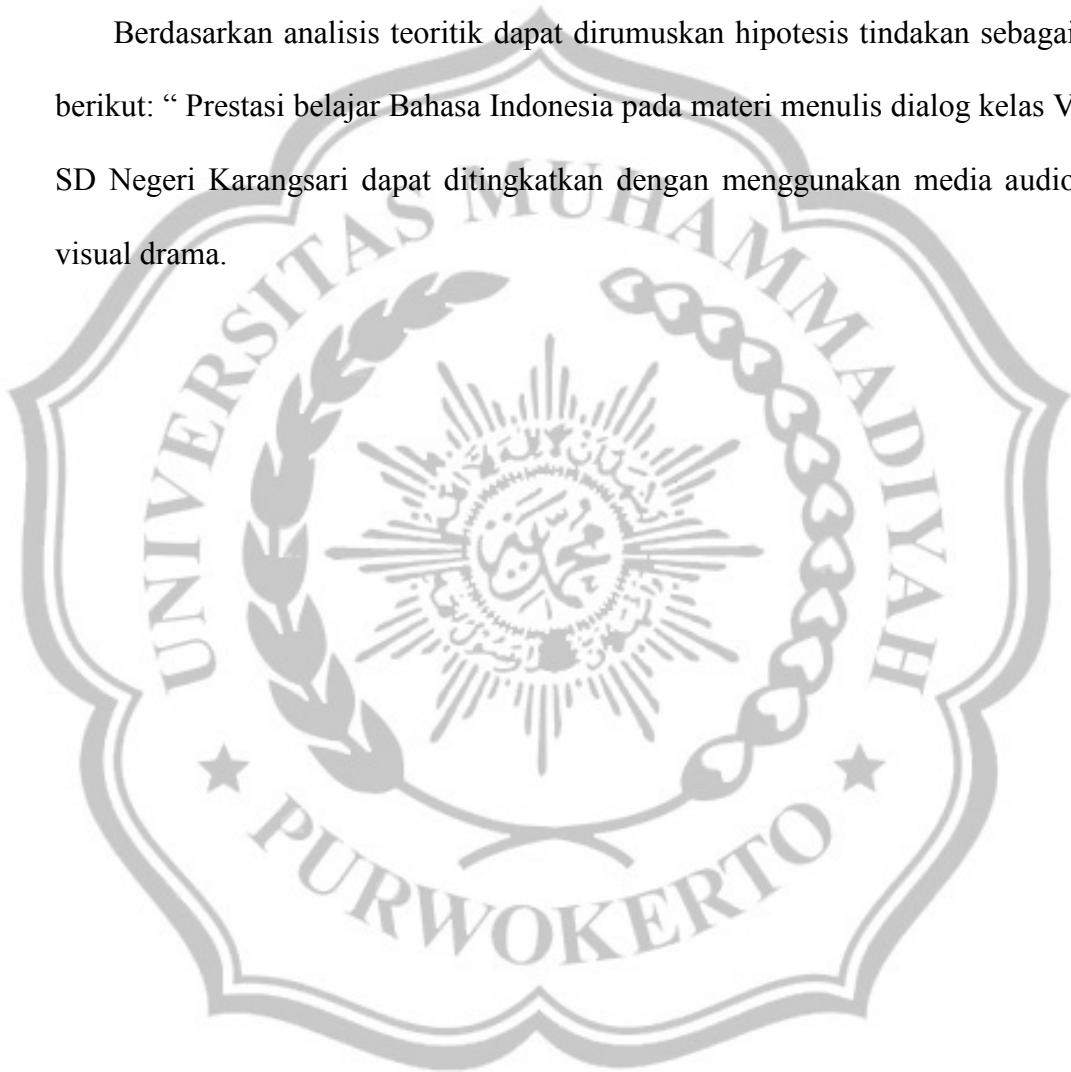 Berdasarkan analisis teoritik dapat dirumuskan hipotesis tindakan sebagai
berikut: “ Prestasi belajar Bahasa Indonesia pada materi menulis dialog kelas V
SD Negeri Karangsari dapat ditingkatkan dengan menggunakan media audio
visual drama.
UNIVERSITAS MUHAMMADIYAH
PURWOKERTO